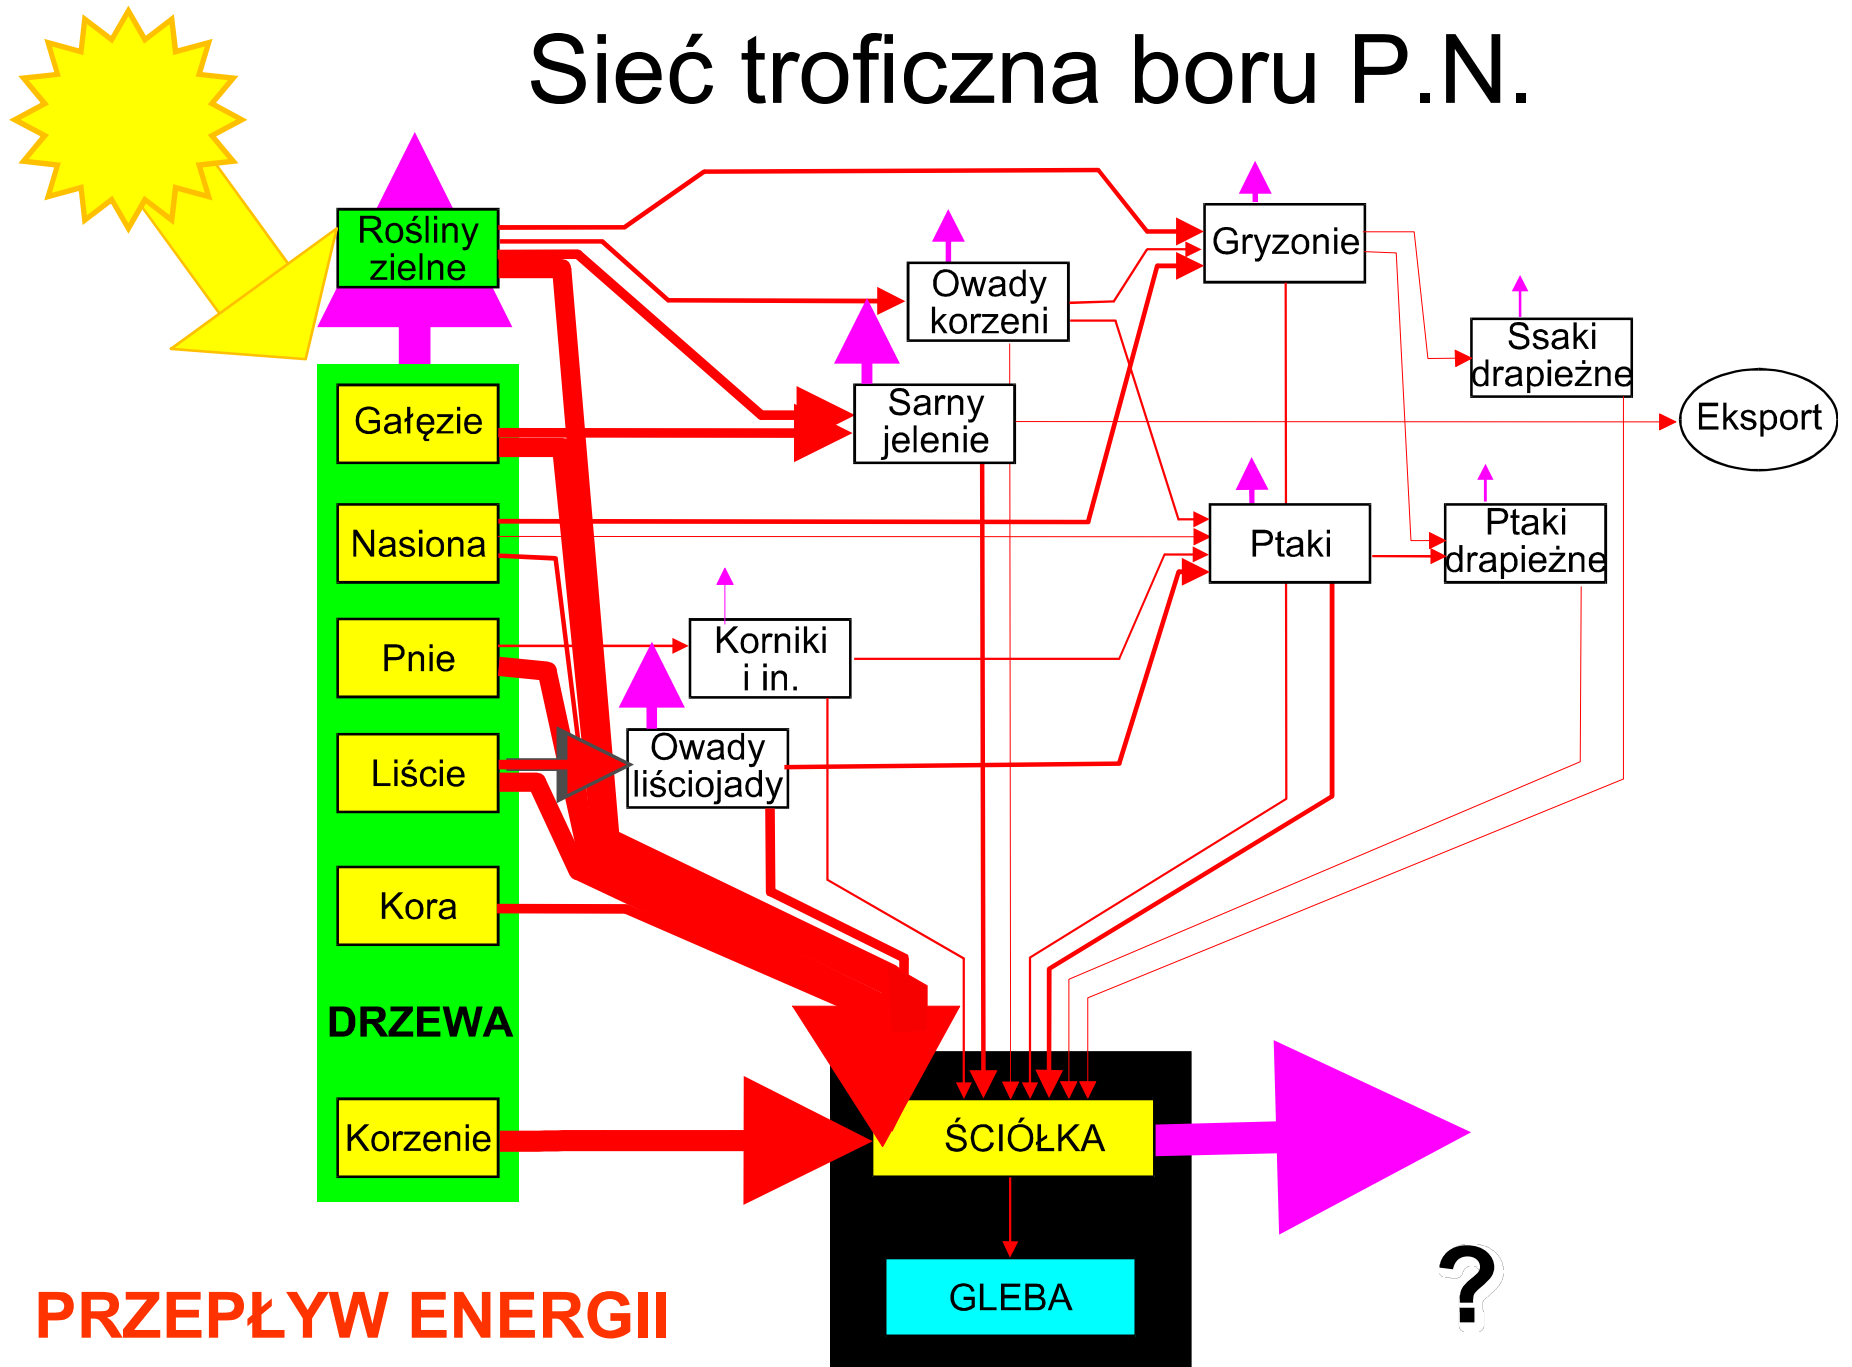 Sieć troficzna boru P.N.
Rośliny
zielne
Gryzonie
Owady
korzeni
Ssaki
drapieżne
Gałęzie
Sarny
jelenie
Eksport
Nasiona
Ptaki
Ptaki
drapieżne
Pnie
Korniki
i in.
Liście
Owady
liściojady
Kora
DRZEWA
Korzenie
ŚCIÓŁKA
GLEBA
?
PRZEPŁYW ENERGII